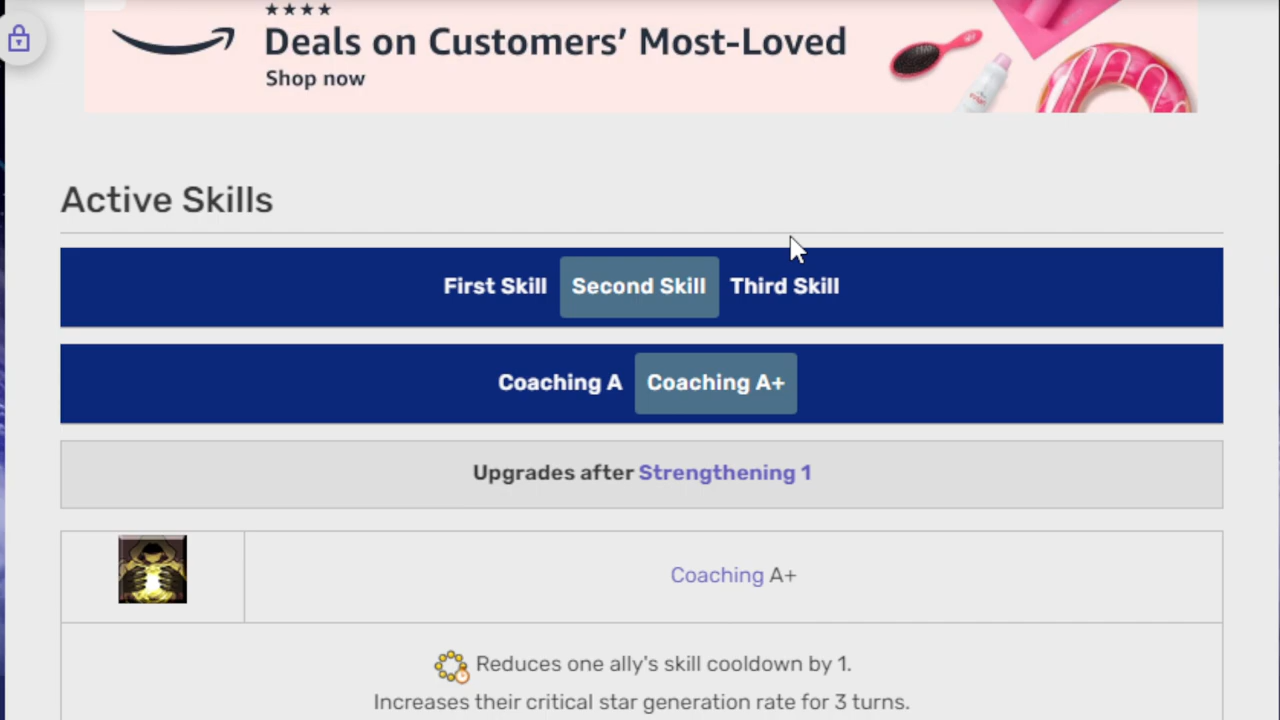 Deals on Customers' Most-Loved
Shop now
Active Skills
First Skill Second Skill Third Skill
Coaching A Coaching A+
Upgrades after Strengthening 1
Coaching A+
Reduces one ally's skill cooldown by 1.
Increases their critical star generation rate for 3 turns.